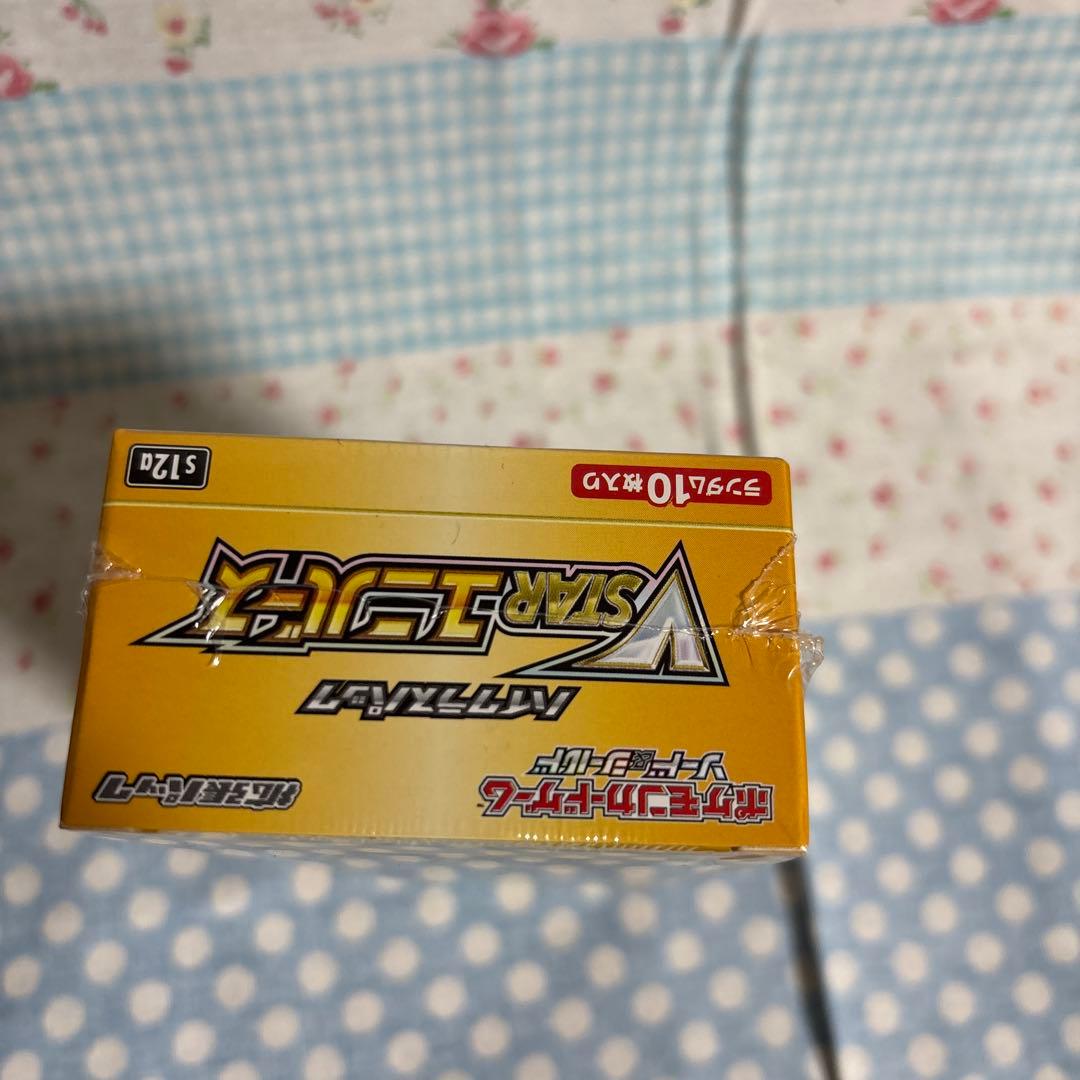 ポケモンカードゲーム
ソード&シールド
拡張パック
ハイクラスパック
VSTARユニバース
ランダム10枚入り
s12a